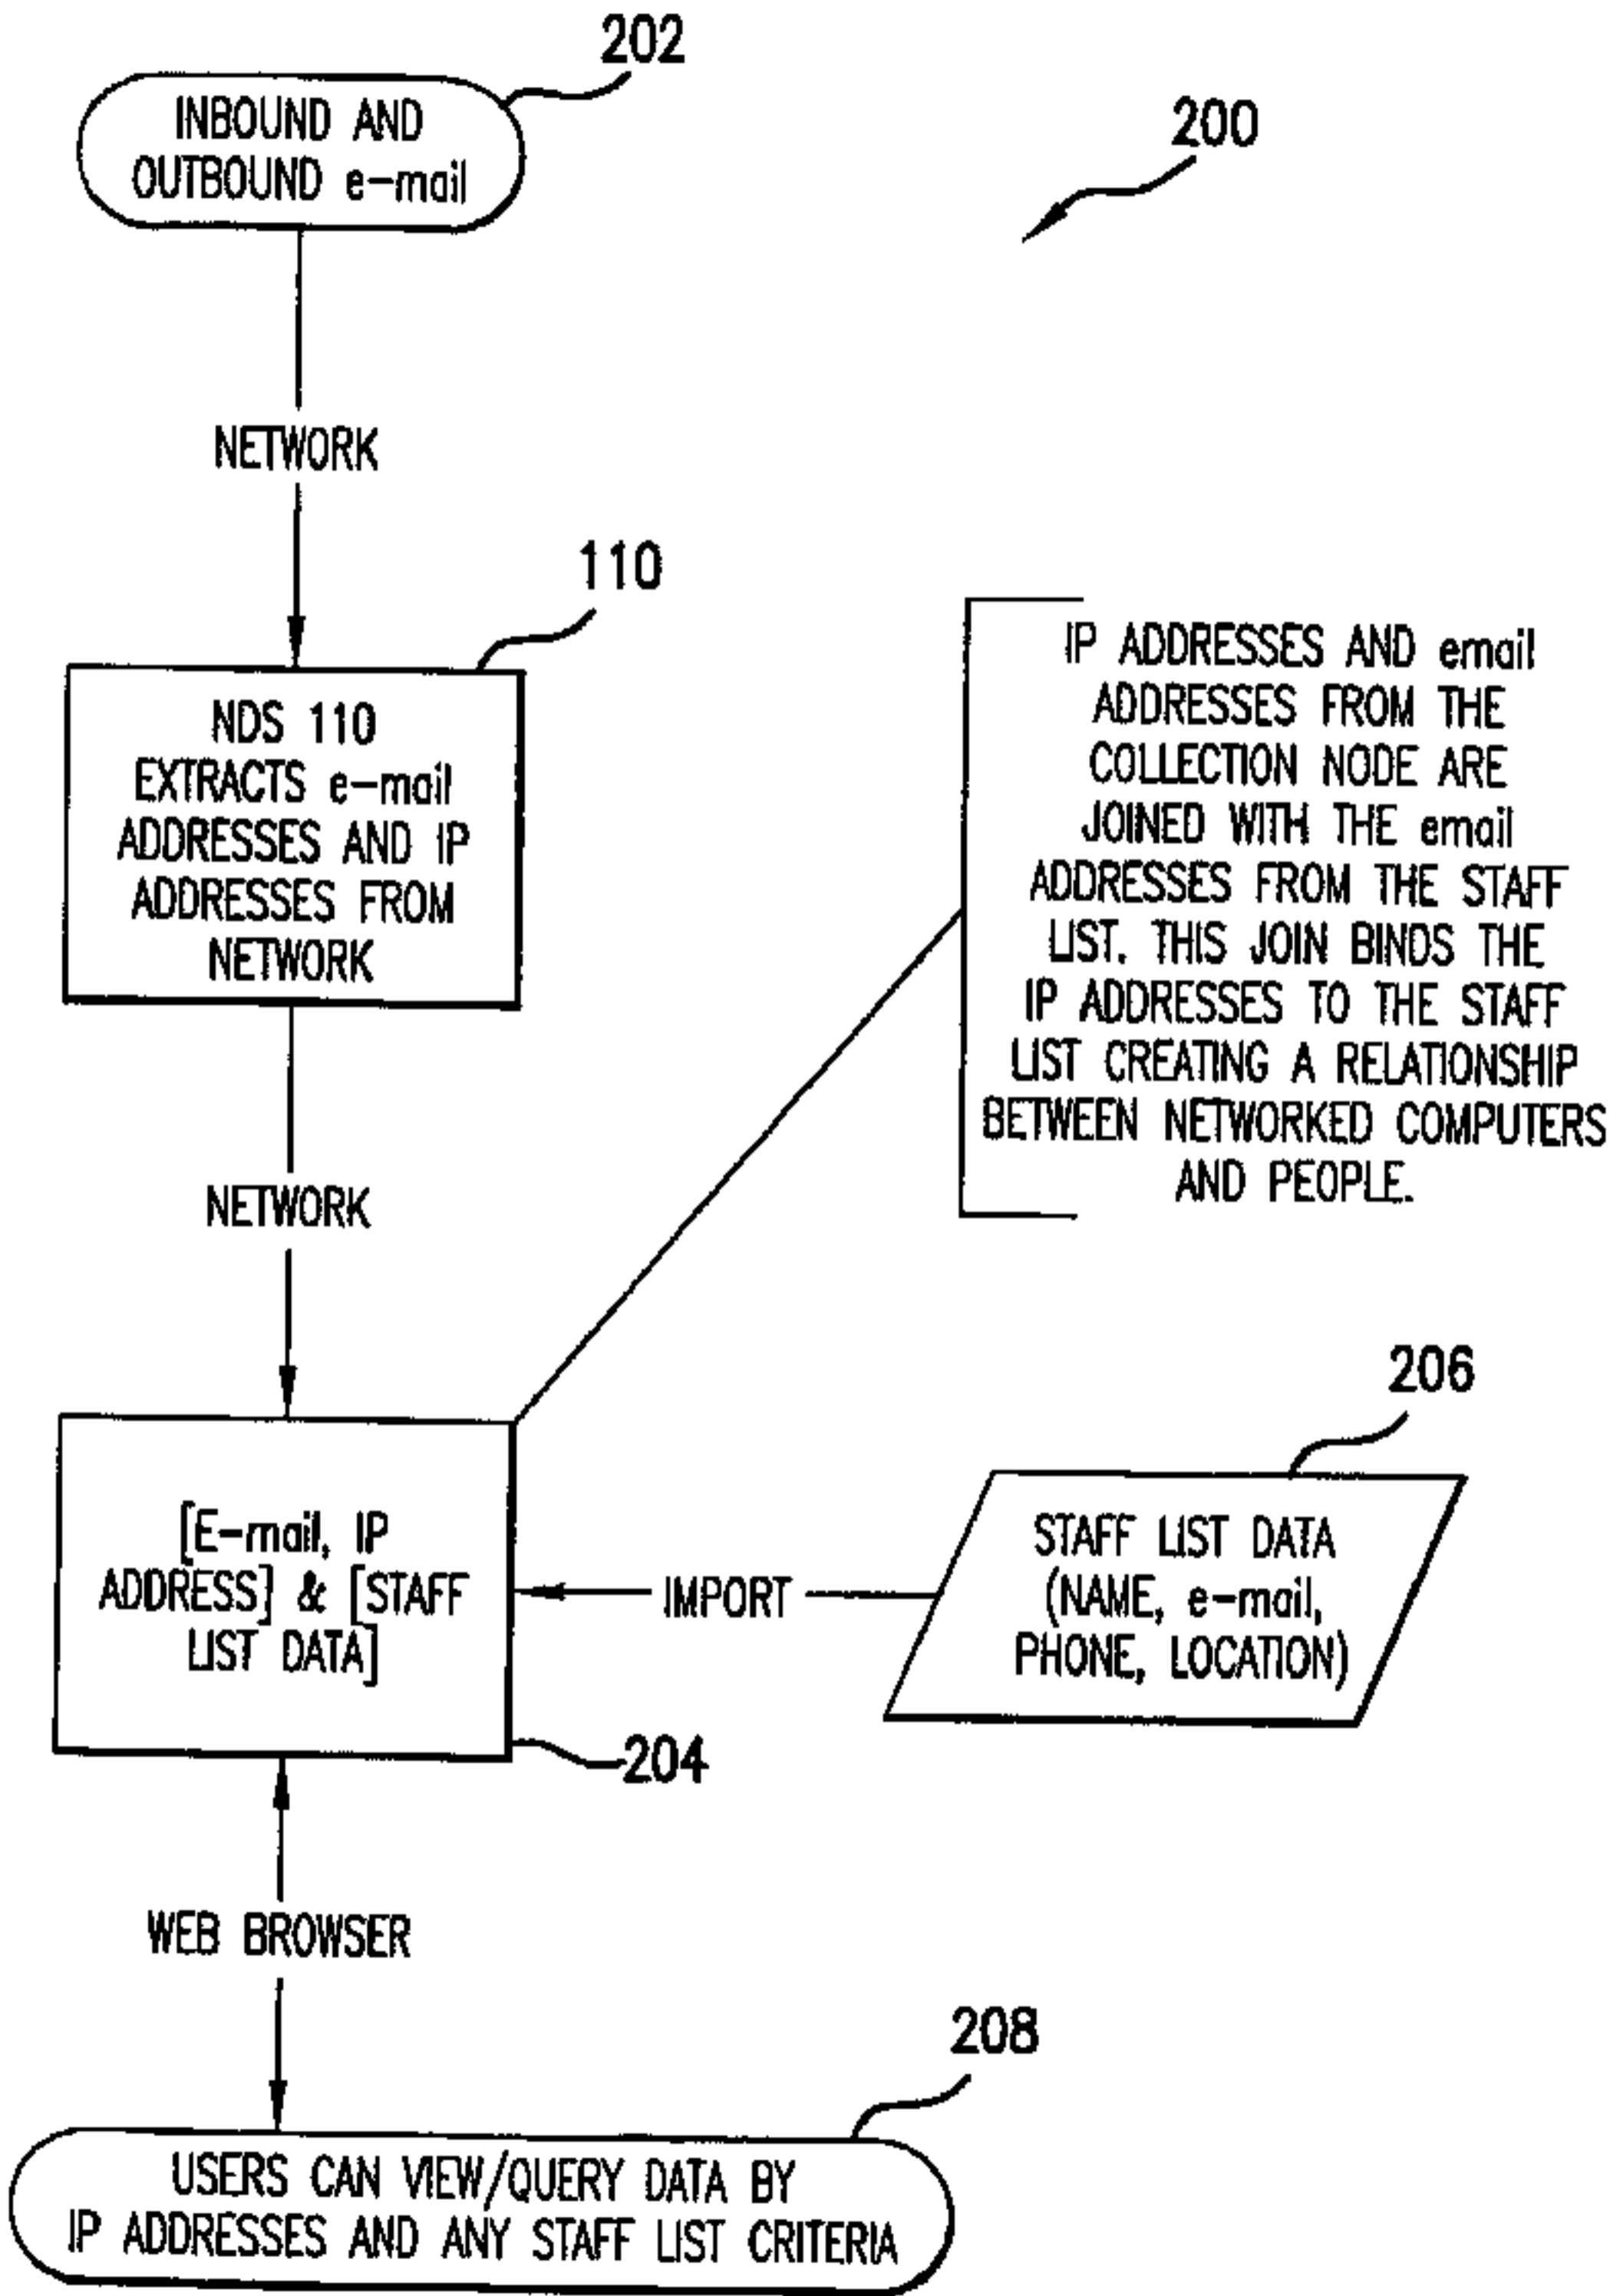 202
INBOUND AND
OUTBOUND e-mail
200
NETWORK
110
NDS 110
EXTRACTS e-mail
ADDRESSES AND IP
ADDRESSES FROM
NETWORK
IP ADDRESSES AND email
ADDRESSES FROM THE
COLLECTION NODE ARE
JOINED WITH THE email
ADDRESSES FROM THE STAFF
LIST. THIS JOIN BINDS THE
IP ADDRESSES TO THE STAFF
LIST CREATING A RELATIONSHIP
BETWEEN NETWORKED COMPUTERS
AND PEOPLE.
NETWORK
206
[E-mail, IP
ADDRESS] & [STAFF
LIST DATA]
IMPORT
STAFF LIST DATA
(NAME, e-mail,
PHONE, LOCATION)
204
WEB BROWSER
208
USERS CAN VIEW/QUERY DATA BY
IP ADDRESSES AND ANY STAFF LIST CRITERIA